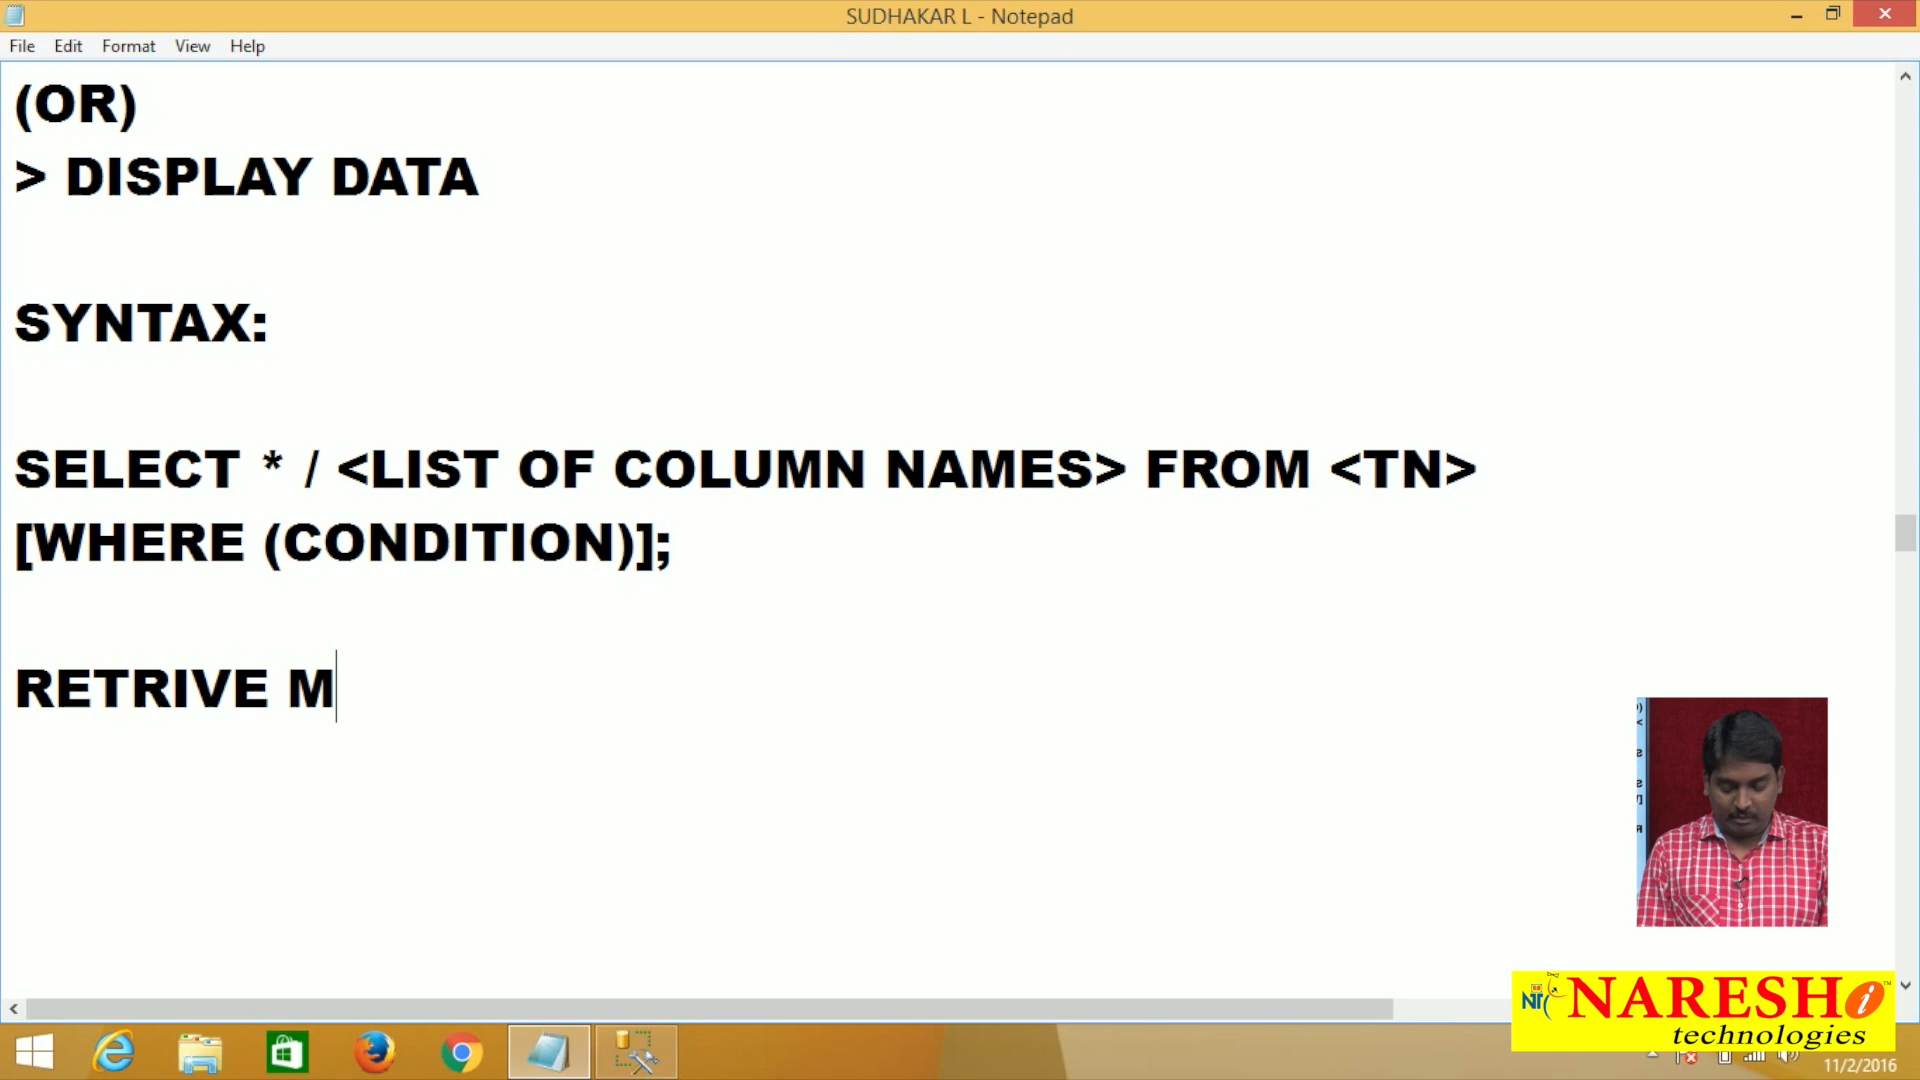 SUDHAKAR L - Notepad
File Edit Format View Help
(OR)
> DISPLAY DATA
SYNTAX:
SELECT * / <LIST OF COLUMN NAMES> FROM <TN>
[WHERE (CONDITION)];
RETRIVE M
NARESH i
technologies
11/2/2016